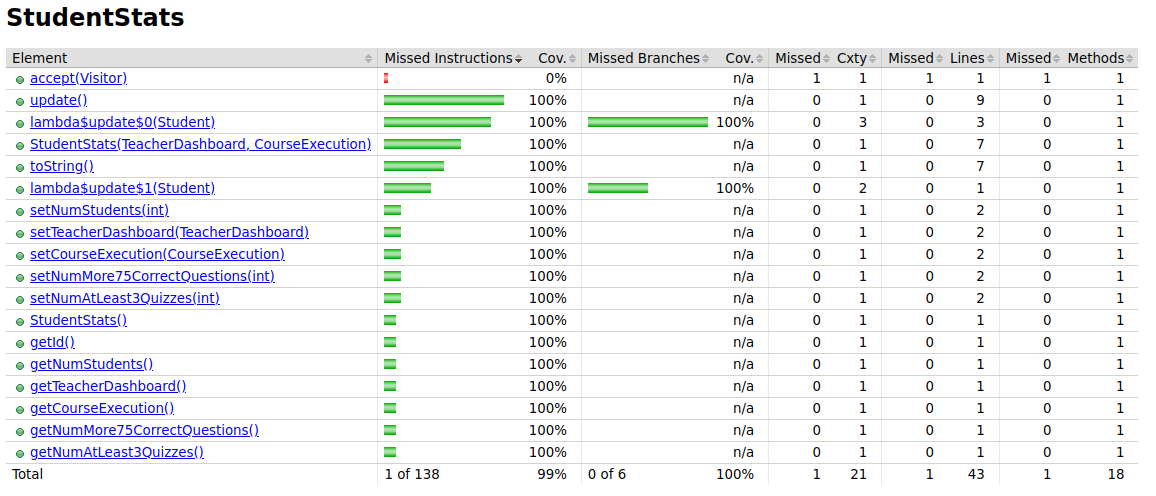 StudentStats
Element Missed Instructions Cov. Missed Branches Cov. Missed Cxty Missed Lines Missed Methods
accept(Visitor) 0% n/a 1 1 1 1 1 1
update() 100% n/a 0 1 0 9 0 1
lambda$update$0(Student) 100% 100% 0 3 0 3 0 1
StudentStats(TeacherDashboard, CourseExecution) 100% n/a 0 1 0 7 0 1
toString() 100% n/a 0 1 0 7 0 1
lambda$update$1(Student) 100% 100% 0 2 0 1 0 1
setNumStudents(int) 100% n/a 0 1 0 2 0 1
setTeacherDashboard(TeacherDashboard) 100% n/a 0 1 0 2 0 1
setCourseExecution(CourseExecution) 100% n/a 0 1 0 2 0 1
setNumMore75CorrectQuestions(int) 100% n/a 0 1 0 2 0 1
setNumAtLeast3Quizzes(int) 100% n/a 0 1 0 2 0 1
StudentStats() 100% n/a 0 1 0 1 0 1
getId() 100% n/a 0 1 0 1 0 1
getNumStudents() 100% n/a 0 1 0 1 0 1
getTeacherDashboard() 100% n/a 0 1 0 1 0 1
getCourseExecution() 100% n/a 0 1 0 1 0 1
getNumMore75CorrectQuestions() 100% n/a 0 1 0 1 0 1
getNumAtLeast3Quizzes() 100% n/a 0 1 0 1 0 1
Total 1 of 138 99% 0 of 6 100% 1 21 1 43 1 18